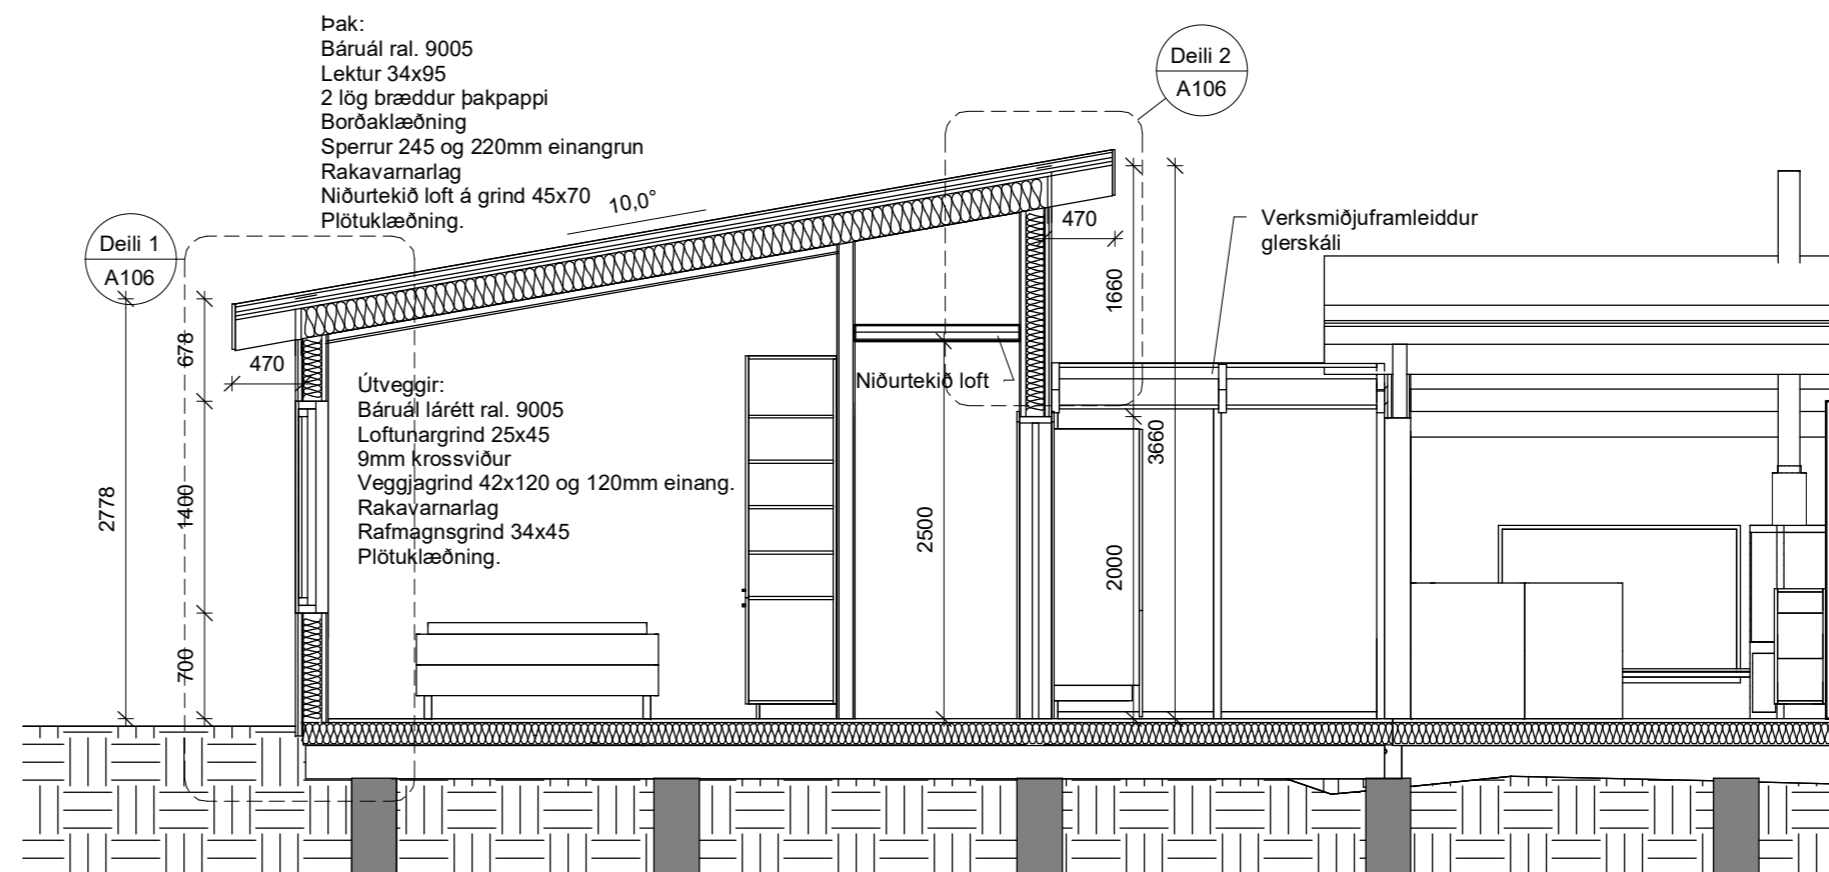 Þak:
Báruál ral. 9005
Lektur 34x95
2 lög bræddur þakpappi
Borðaklæðning
Sperrur 245 og 220mm einangrun
Rakavarnarlag
Niðurtekið loft á grind 45x70
Plötuklæðning.
10,0°
Deili 1
A106
Deili 2
A106
470
Verksmiðjuframleiddur
glerskáli
1660
678
470
Niðurtekið loft
Útveggir:
Báruál lárétt ral. 9005
Loftunargrind 25x45
9mm krossviður
Veggjagrind 42x120 og 120mm einang.
Rakavarnarlag
Rafmagnsgrind 34x45
Plötuklæðning.
3660
2778
1400
2500
2000
700